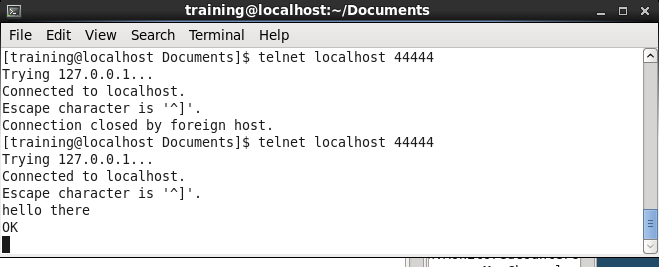 training@localhost:~/Documents
File Edit View Search Terminal Help
[training@localhost Documents]$ telnet localhost 44444
Trying 127.0.0.1...
Connected to localhost.
Escape character is '^]'.
Connection closed by foreign host.
[training@localhost Documents]$ telnet localhost 44444
Trying 127.0.0.1...
Connected to localhost.
Escape character is '^]'.
hello there
OK